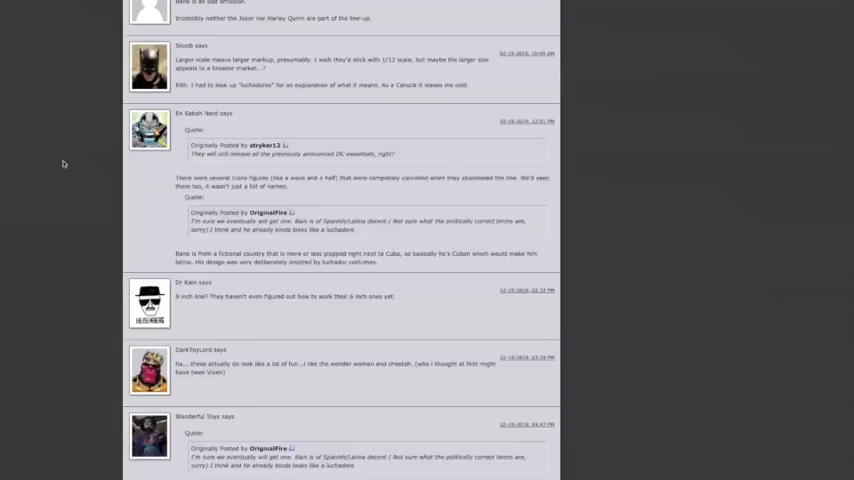 Bane is an odd omission.
Incredibly neither the Joker nor Harley Quinn are part of the line-up.
Skoob says
02-15-2019, 10:49 AM
Larger scale means larger markup, presumably. I wish they'd stick with 1/12 scale, but maybe the larger size
appeals to a broader market...?
Edit: I had to look up "luchadores" for an explanation of what it means. As a Canuck it leaves me cold.
En Sabah Nerd says
02-15-2019, 12:01 PM
Quote:
Originally Posted by stryker12
They will still release all the previously announced DC essentials, right?
There were several Icons figures (like a wave and a half) that were completely cancelled when they abandoned the line. We'd seen
them too, it wasn't just a list of names.
Quote:
Originally Posted by OriginalFire
I'm sure we eventually will get one. Bain is of Spanish/Latina decent ( Not sure what the politically correct terms are,
sorry) I think and he already kinda looks like a luchadore
Bane is from a fictional country that is more or less plopped right next to Cuba, so basically he's Cuban which would make him
latino. His design was very deliberately inspired by luchador costumes.
Dr Kain says
02-15-2019, 02:32 PM
9 inch line? They haven't even figured out how to work their 6 inch ones yet.
HEISENBERG
DarkToyLord says
02-15-2019, 03:39 PM
ha....these actually do look like a lot of fun...i like the wonder woman and cheetah..(who i thought at first might
have been Vixen)
Wanderful Toys says
02-15-2019, 04:47 PM
Quote:
Originally Posted by OriginalFire
I'm sure we eventually will get one. Bain is of Spanish/Latina decent ( Not sure what the politically correct terms are,
sorry) I think and he already kinda looks like a luchadore